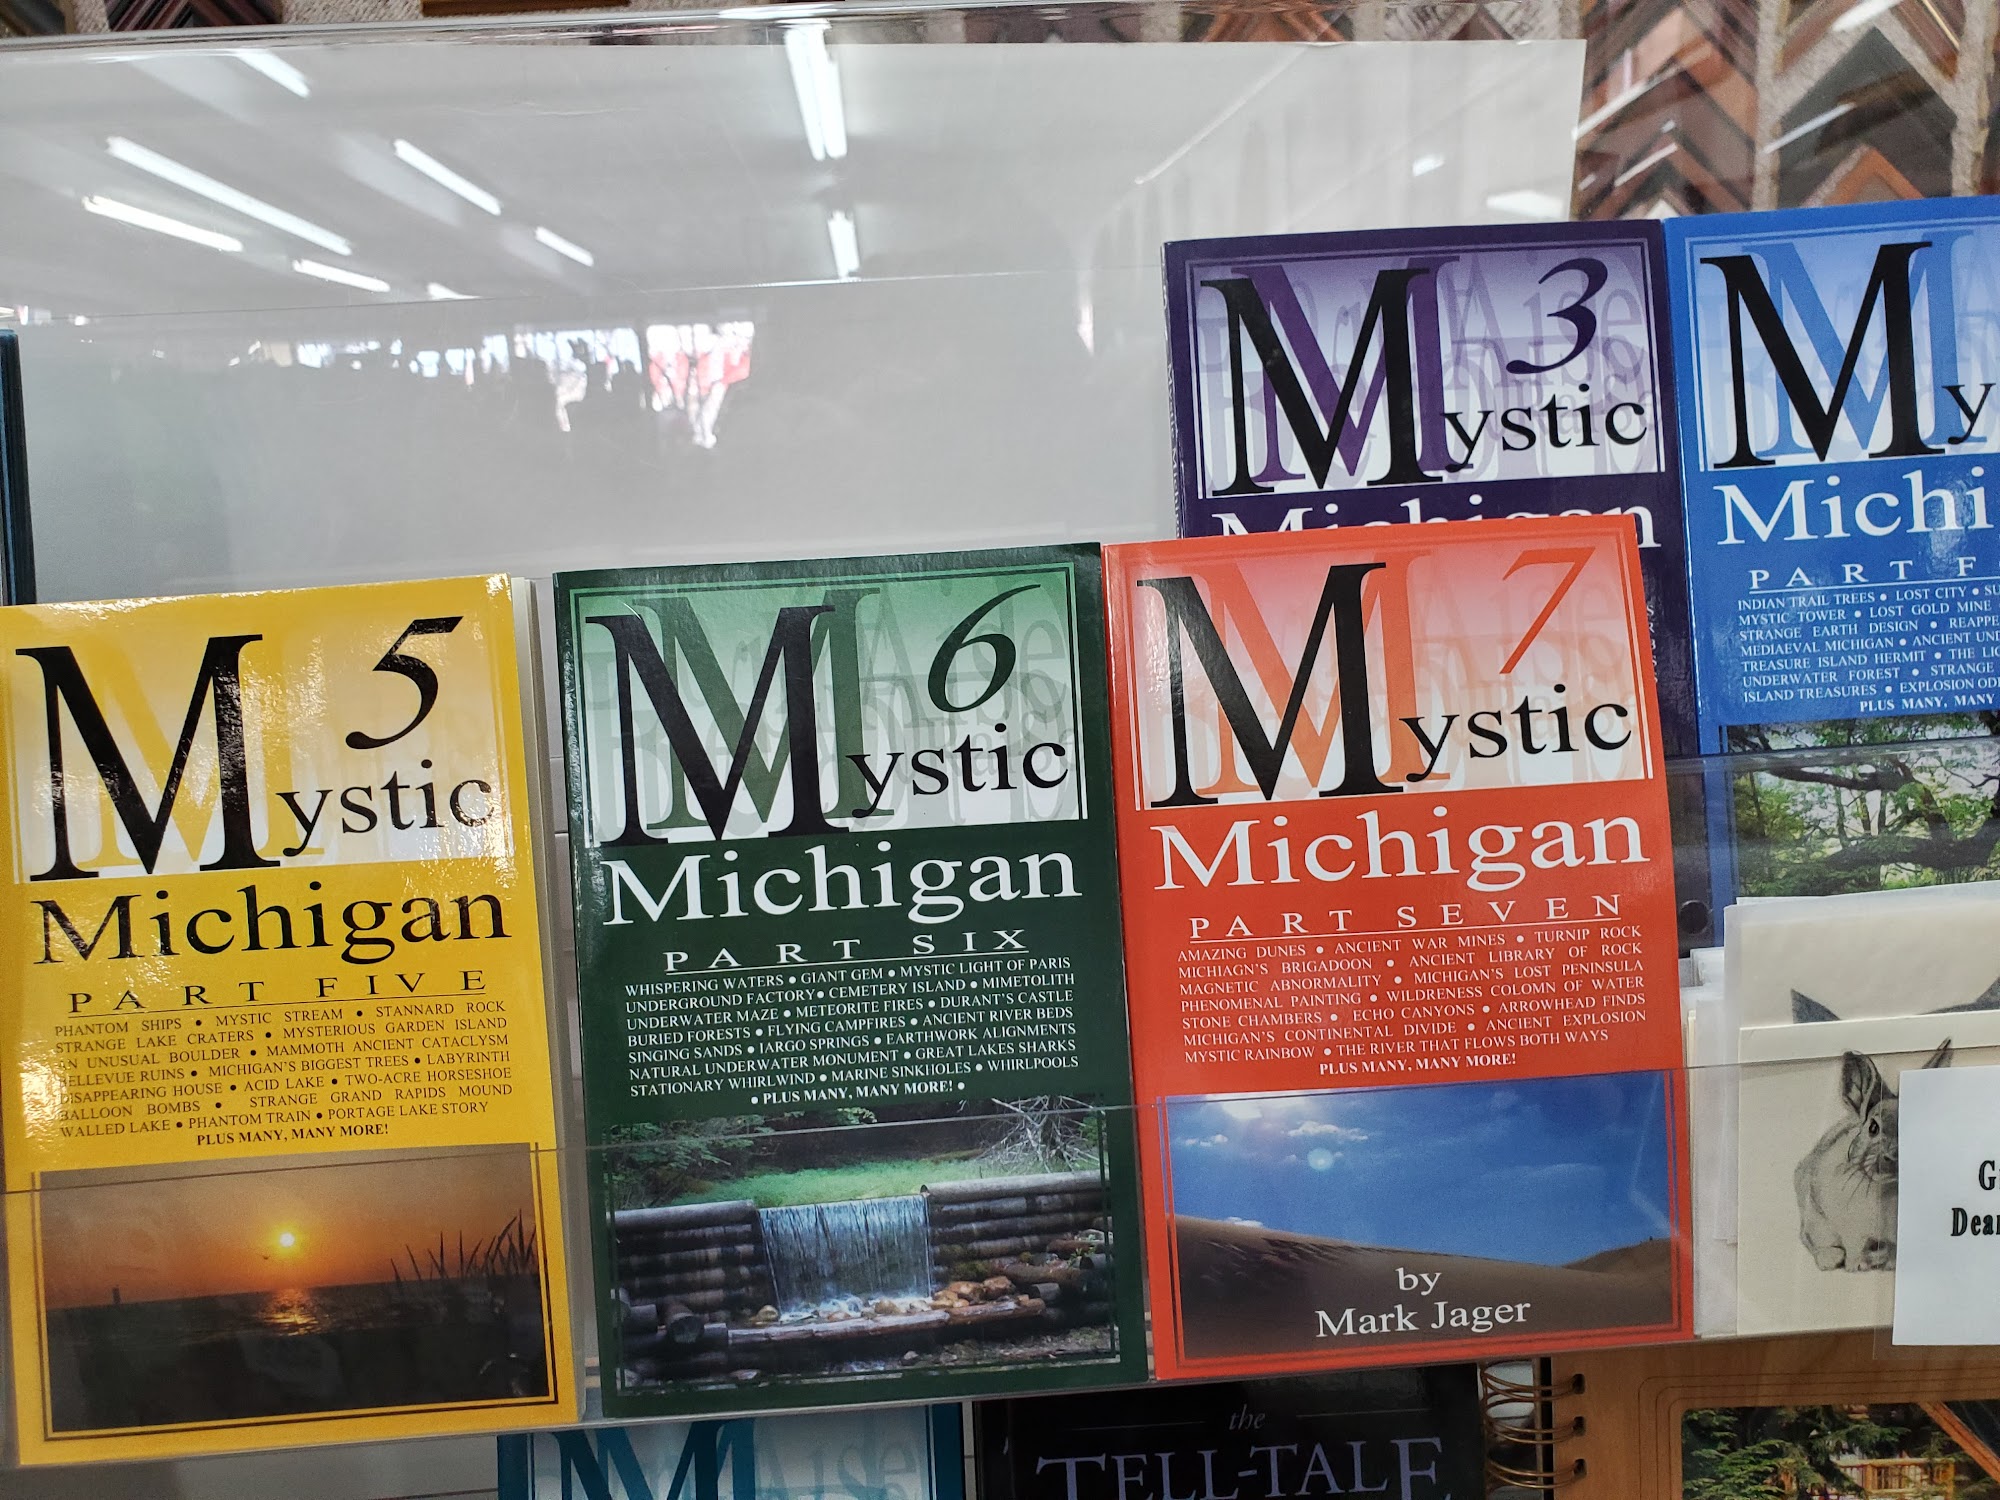 5
Mystic
Michigan
PART FIVE
PHANTOM SHIPS • MYSTIC STREAM • STANNARD ROCK
STRANGE LAKE CRATERS • MYSTERIOUS GARDEN ISLAND
AN UNUSUAL BOULDER • MAMMOTH ANCIENT CATACLYSM
BELLEVUE RUINS • MICHIGAN'S BIGGEST TREES • LABYRINTH
DISAPPEARING HOUSE • ACID LAKE • TWO-ACRE HORSESHOE
BALLOON BOMBS • STRANGE GRAND RAPIDS MOUND
WALLED LAKE • PHANTOM TRAIN • PORTAGE LAKE STORY
PLUS MANY, MANY MORE!
6
Mystic
Michigan
PART SIX
WHISPERING WATERS • GIANT GEM • MYSTIC LIGHT OF PARIS
UNDERGROUND FACTORY • CEMETERY ISLAND • MIMETOLITH
UNDERWATER MAZE • METEORITE FIRES • DURANT'S CASTLE
BURIED FORESTS • FLYING CAMPFIRES • ANCIENT RIVER BEDS
SINGING SANDS • IARGO SPRINGS • EARTHWORK ALIGNMENTS
NATURAL UNDERWATER MONUMENT • GREAT LAKES SHARKS
STATIONARY WHIRLWIND • MARINE SINKHOLES • WHIRLPOOLS
• PLUS MANY, MANY MORE! •
7
Mystic
Michigan
PART SEVEN
AMAZING DUNES • ANCIENT WAR MINES • TURNIP ROCK
MICHIAGN'S BRIGADOON • ANCIENT LIBRARY OF ROCK
MAGNETIC ABNORMALITY • MICHIGAN'S LOST PENINSULA
PHENOMENAL PAINTING • WILDRENESS COLOMN OF WATER
STONE CHAMBERS • ECHO CANYONS • ARROWHEAD FINDS
MICHIGAN'S CONTINENTAL DIVIDE • ANCIENT EXPLOSION
MYSTIC RAINBOW • THE RIVER THAT FLOWS BOTH WAYS
PLUS MANY, MANY MORE!
by
Mark Jager
3
Mystic
Michigan
My
Michi
PART F
INDIAN TRAIL TREES • LOST CITY • SU
MYSTIC TOWER • LOST GOLD MINE
STRANGE EARTH DESIGN • REAPPE
MEDIAEVAL MICHIGAN • ANCIENT UND
TREASURE ISLAND HERMIT • THE LIG
UNDERWATER FOREST • STRANGE
ISLAND TREASURES • EXPLOSION OD
PLUS MANY, MANY
G
Dear
M
the
TELL-TALE